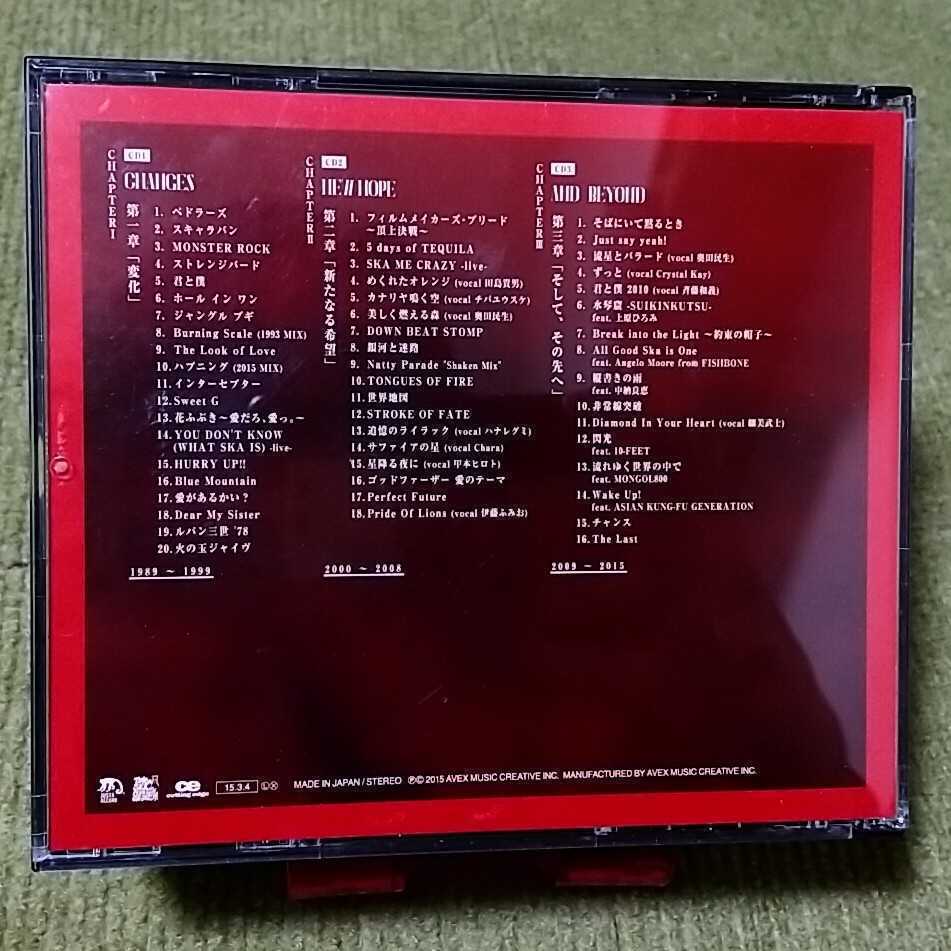 CD1
CHAPTER I
CHANGES
第一章「変化」
1. ペドラーズ
2. スキャラバン
3. MONSTER ROCK
4. ストレンジバード
5. 君と僕
6. ホール イン ワン
7. ジャングル ブギ
8. Burning Scale (1993 MIX)
9. The Look of Love
10. ハプニング (2015 MIX)
11. インターセプター
12. Sweet G
13. 花ふぶき〜愛だろ、愛っ。〜
14. YOU DON'T KNOW
(WHAT SKA IS) -live-
15. HURRY UP!!
16. Blue Mountain
17. 愛があるかい?
18. Dear My Sister
19. ルパン三世 '78
20. 火の玉ジャイヴ
1989 〜 1999
CD2
CHAPTER II
NEW HOPE
第二章「新たなる希望」
1. フィルムメイカーズ・ブリード
〜頂上決戦〜
2. 5 days of TEQUILA
3. SKA ME CRAZY -live-
4. めくれたオレンジ (vocal 田島貴男)
5. カナリヤ鳴く空 (vocal チバユウスケ)
6. 美しく燃える森 (vocal 奥田民生)
7. DOWN BEAT STOMP
8. 銀河と迷路
9. Natty Parade "Shaken Mix"
10. TONGUES OF FIRE
11. 世界地図
12. STROKE OF FATE
13. 追憶のライラック (vocal ハナレグミ)
14. サファイアの星 (vocal Chara)
15. 星降る夜に (vocal 甲本ヒロト)
16. ゴッドファーザー 愛のテーマ
17. Perfect Future
18. Pride Of Lions (vocal 伊藤ふみお)
2000 〜 2008
CD3
CHAPTER III
AND BEYOND
第三章「そして、その先へ」
1. そばにいて黙るとき
2. Just say yeah!
3. 流星とバラード (vocal 奥田民生)
4. ずっと (vocal Crystal Kay)
5. 君と僕 2010 (vocal 斉藤和義)
6. 水琴窟 -SUIKINKUTSU-
feat. 上原ひろみ
7. Break into the Light 〜約束の帽子〜
8. All Good Ska is One
feat. Angelo Moore from FISHBONE
9. 縦書きの雨
feat. 中納良恵
10. 非常線突破
11. Diamond In Your Heart (vocal 細美武士)
12. 閃光
feat. 10-FEET
13. 流れゆく世界の中で
feat. MONGOL800
14. Wake Up!
feat. ASIAN KUNG-FU GENERATION
15. チャンス
16. The Last
2009 〜 2015
ce
cutting edge
15.3.4
Ⓛ Ⓧ
MADE IN JAPAN / STEREO ℗© 2015 AVEX MUSIC CREATIVE INC. MANUFACTURED BY AVEX MUSIC CREATIVE INC.